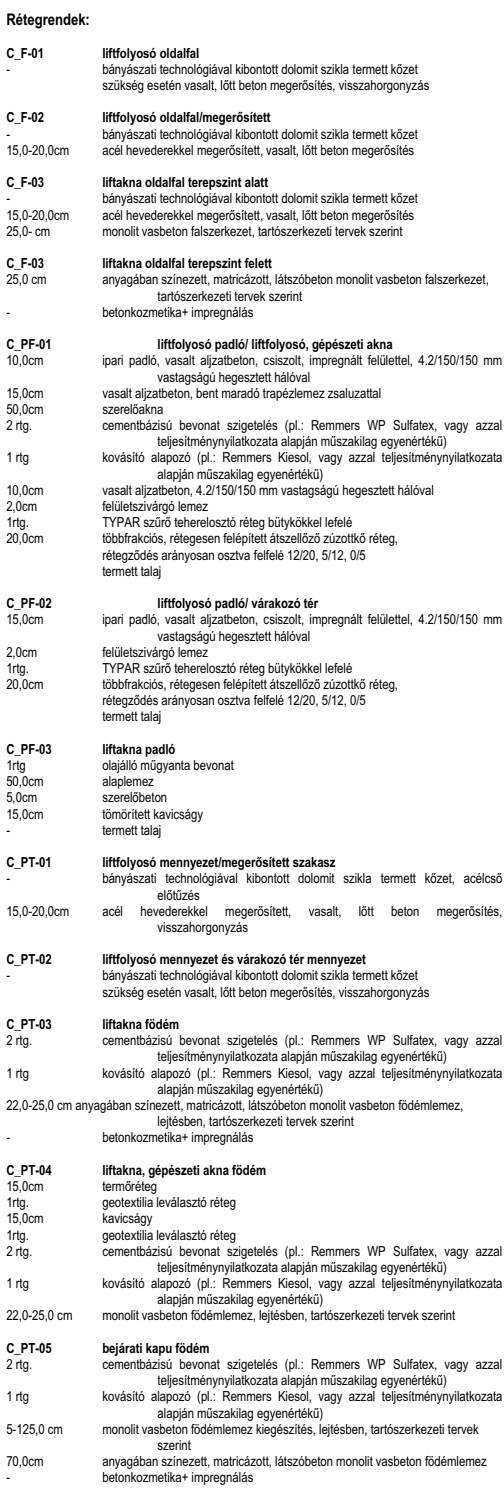 Rétegrendek:
C_F-01 liftfolyosó oldalfal
- bányászati technológiával kibontott dolomit szikla termett kőzet
szükség esetén vasalt, lőtt beton megerősítés, visszahorgonyzás
C_F-02 liftfolyosó oldalfal/megerősített
- bányászati technológiával kibontott dolomit szikla termett kőzet
15,0-20,0cm acél hevederekkel megerősített, vasalt, lőtt beton megerősítés
C_F-03 liftakna oldalfal terepszint alatt
- bányászati technológiával kibontott dolomit szikla termett kőzet
15,0-20,0cm acél hevederekkel megerősített, vasalt, lőtt beton megerősítés
25,0- cm monolit vasbeton falszerkezet, tartószerkezeti tervek szerint
C_F-03 liftakna oldalfal terepszint felett
25,0 cm anyagában színezett, matricázott, látszóbeton monolit vasbeton falszerkezet,
tartószerkezeti tervek szerint
- betonkozmetika+ impregnálás
C_PF-01 liftfolyosó padló/ liftfolyosó, gépészeti akna
10,0cm ipari padló, vasalt aljzatbeton, csiszolt, impregnált felülettel, 4.2/150/150 mm
vastagságú hegesztett hálóval
15,0cm vasalt aljzatbeton, bent maradó trapézlemez zsaluzattal
50,0cm szerelőakna
2 rtg. cementbázisú bevonat szigetelés (pl.: Remmers WP Sulfatex, vagy azzal
teljesítménynyilatkozata alapján műszakilag egyenértékű)
1 rtg kovásító alapozó (pl.: Remmers Kiesol, vagy azzal teljesítménynyilatkozata
alapján műszakilag egyenértékű)
10,0cm vasalt aljzatbeton, 4.2/150/150 mm vastagságú hegesztett hálóval
2,0cm felületszivárgó lemez
1rtg. TYPAR szűrő teherelosztó réteg bütykökkel lefelé
20,0cm többfrakciós, rétegesen felépített átszellőző zúzottkő réteg,
rétegződés arányosan osztva felfelé 12/20, 5/12, 0/5
termett talaj
C_PF-02 liftfolyosó padló/ várakozó tér
15,0cm ipari padló, vasalt aljzatbeton, csiszolt, impregnált felülettel, 4.2/150/150 mm
vastagságú hegesztett hálóval
2,0cm felületszivárgó lemez
1rtg. TYPAR szűrő teherelosztó réteg bütykökkel lefelé
20,0cm többfrakciós, rétegesen felépített átszellőző zúzottkő réteg,
rétegződés arányosan osztva felfelé 12/20, 5/12, 0/5
termett talaj
C_PF-03 liftakna padló
1rtg olajálló műgyanta bevonat
50,0cm alaplemez
5,0cm szerelőbeton
15,0cm tömörített kavicságy
- termett talaj
C_PT-01 liftfolyosó mennyezet/megerősített szakasz
- bányászati technológiával kibontott dolomit szikla termett kőzet, acélcső
előtűzés
15,0-20,0cm acél hevederekkel megerősített, vasalt, lőtt beton megerősítés,
visszahorgonyzás
C_PT-02 liftfolyosó mennyezet és várakozó tér mennyezet
- bányászati technológiával kibontott dolomit szikla termett kőzet
szükség esetén vasalt, lőtt beton megerősítés, visszahorgonyzás
C_PT-03 liftakna födém
2 rtg. cementbázisú bevonat szigetelés (pl.: Remmers WP Sulfatex, vagy azzal
teljesítménynyilatkozata alapján műszakilag egyenértékű)
1 rtg kovásító alapozó (pl.: Remmers Kiesol, vagy azzal teljesítménynyilatkozata
alapján műszakilag egyenértékű)
22,0-25,0 cm anyagában színezett, matricázott, látszóbeton monolit vasbeton födémlemez,
lejtésben, tartószerkezeti tervek szerint
- betonkozmetika+ impregnálás
C_PT-04 liftakna, gépészeti akna födém
15,0cm termőréteg
1rtg. geotextilia leválasztó réteg
15,0cm kavicságy
1rtg. geotextilia leválasztó réteg
2 rtg. cementbázisú bevonat szigetelés (pl.: Remmers WP Sulfatex, vagy azzal
teljesítménynyilatkozata alapján műszakilag egyenértékű)
1 rtg kovásító alapozó (pl.: Remmers Kiesol, vagy azzal teljesítménynyilatkozata
alapján műszakilag egyenértékű)
22,0-25,0 cm monolit vasbeton födémlemez, lejtésben, tartószerkezeti tervek szerint
C_PT-05 bejárati kapu födém
2 rtg. cementbázisú bevonat szigetelés (pl.: Remmers WP Sulfatex, vagy azzal
teljesítménynyilatkozata alapján műszakilag egyenértékű)
1 rtg kovásító alapozó (pl.: Remmers Kiesol, vagy azzal teljesítménynyilatkozata
alapján műszakilag egyenértékű)
5-125,0 cm monolit vasbeton födémlemez kiegészítés, lejtésben, tartószerkezeti tervek
szerint
70,0cm anyagában színezett, matricázott, látszóbeton monolit vasbeton födémlemez
- betonkozmetika+ impregnálás